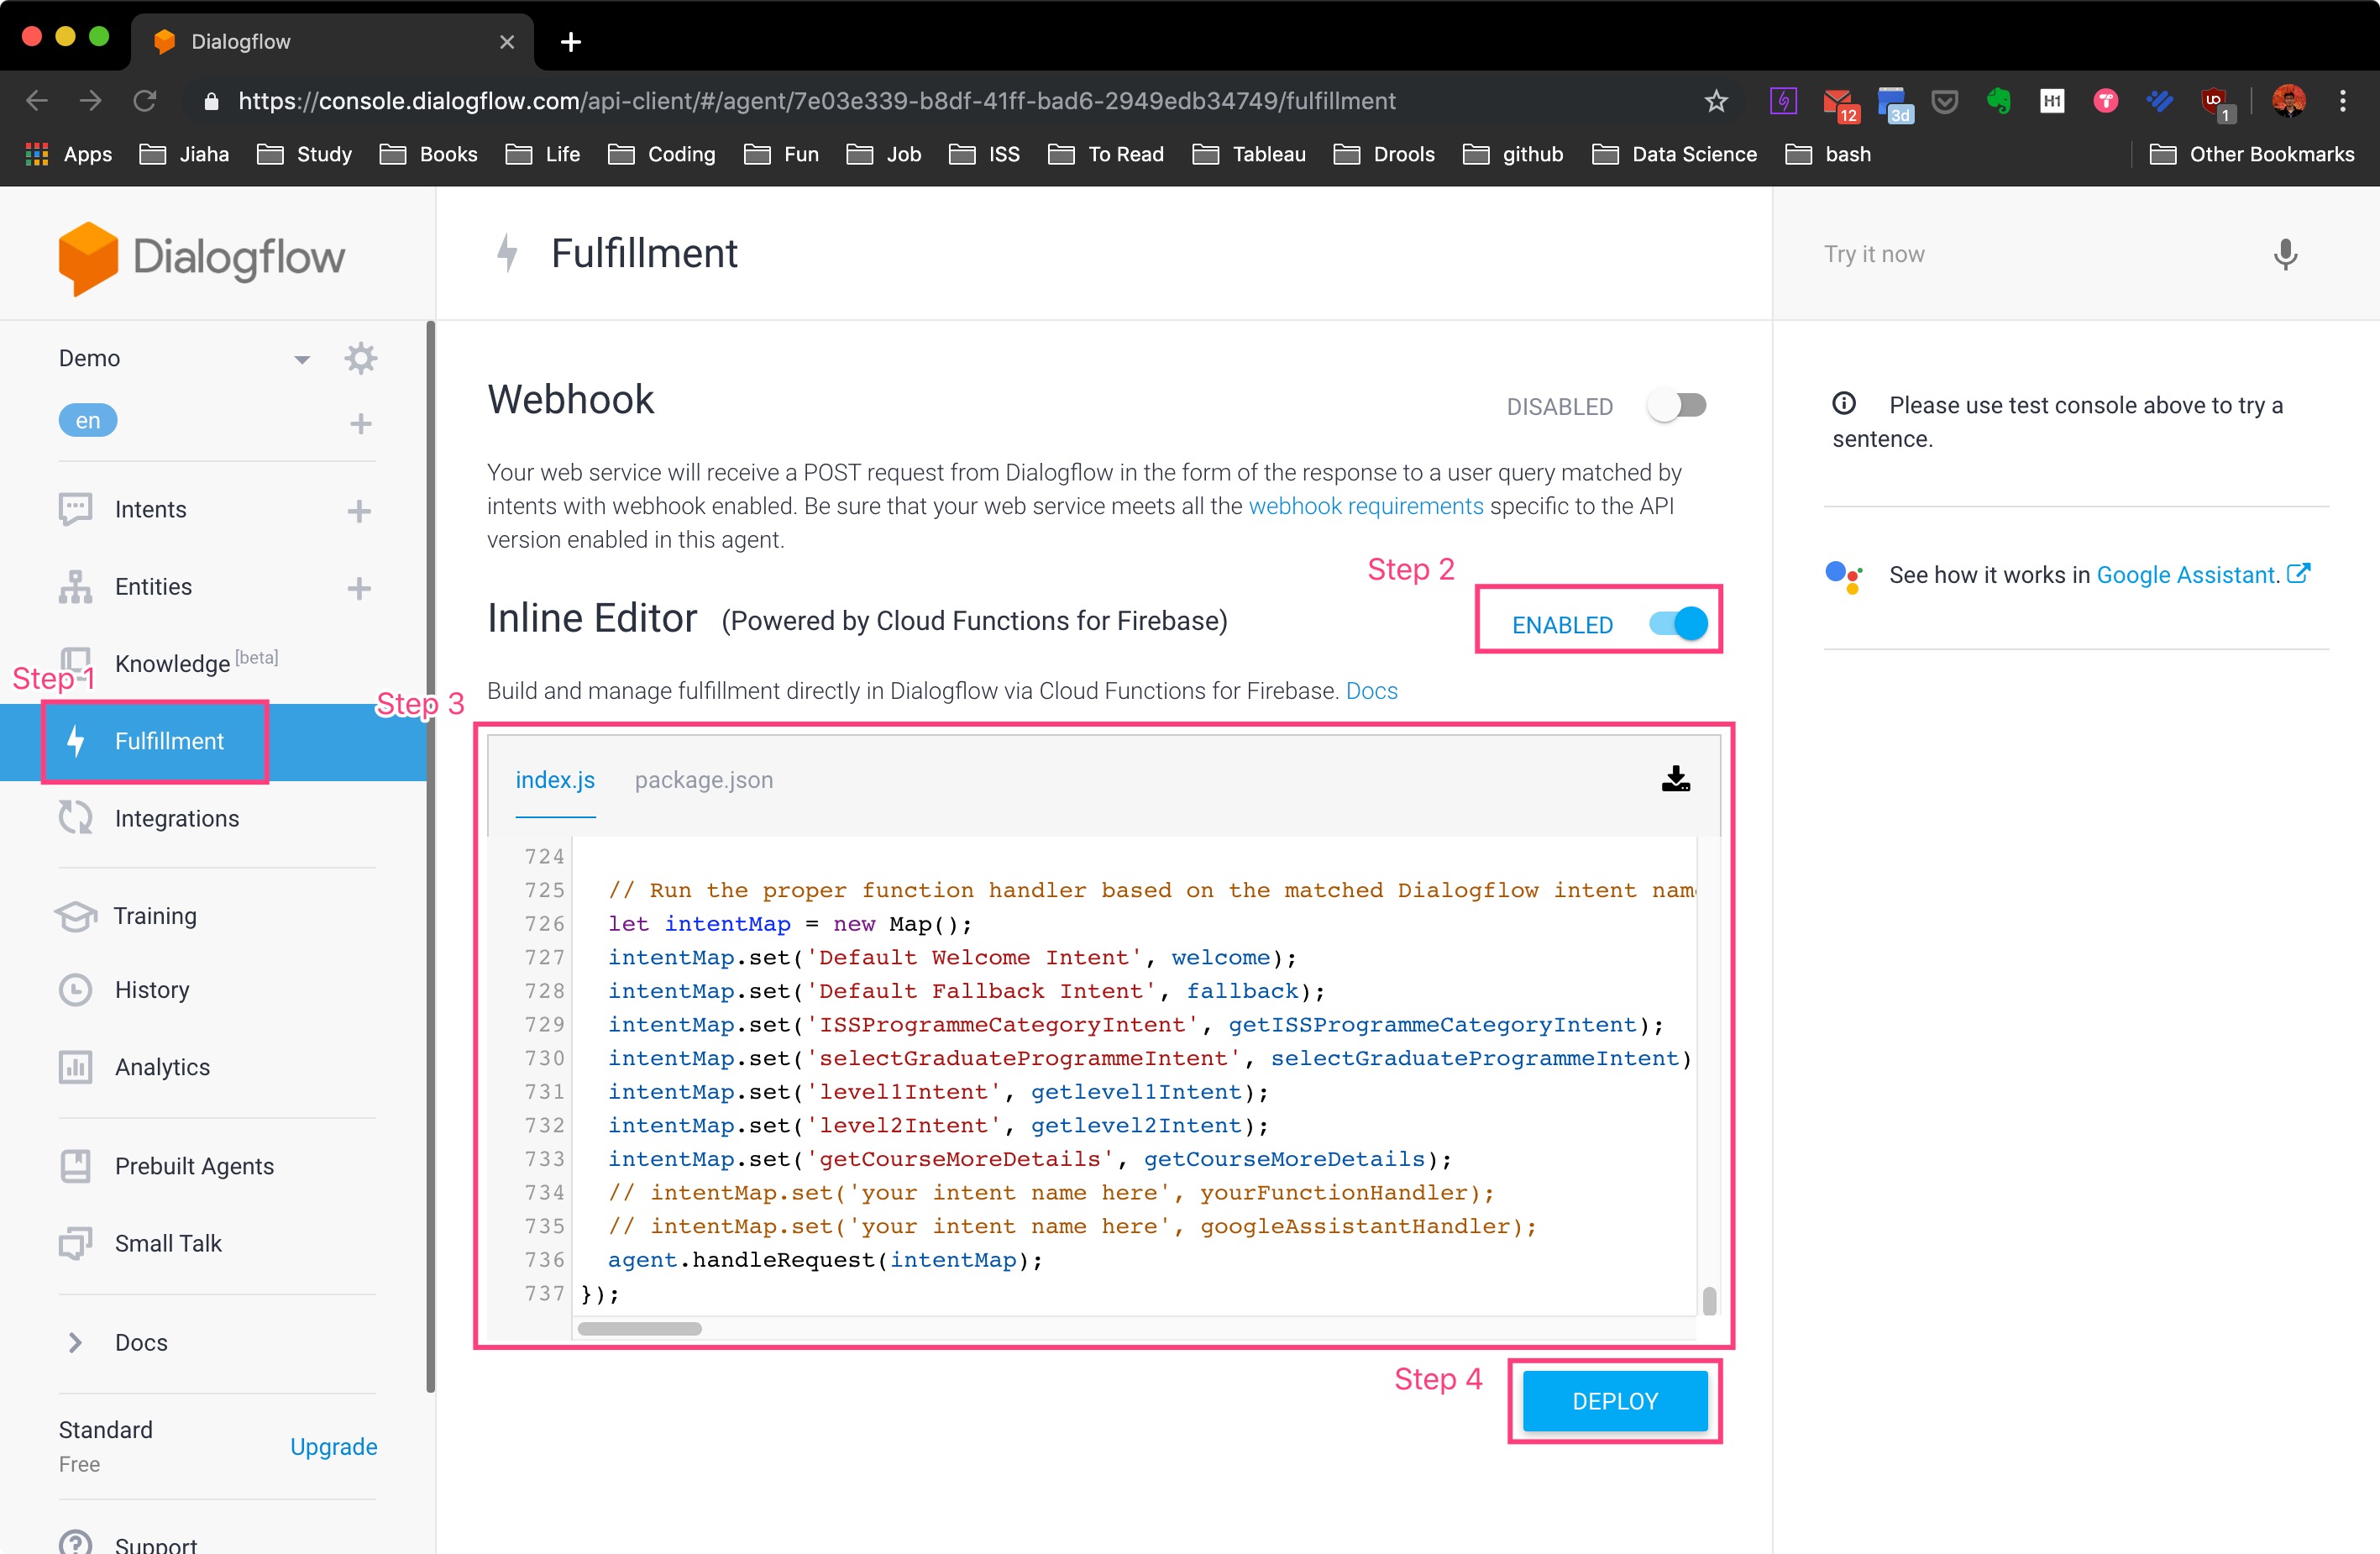 Dialogflow
https://console.dialogflow.com/api-client/#/agent/7e03e339-b8df-41ff-bad6-2949edb34749/fulfillment
12
3d
H1
1
Apps
Jiaha
Study
Books
Life
Coding
Fun
Job
ISS
To Read
Tableau
Drools
github
Data Science
bash
Other Bookmarks
Dialogflow
Demo
en
Intents
Entities
Knowledge [beta]
Step 1
Fulfillment
Integrations
Training
History
Analytics
Prebuilt Agents
Small Talk
Docs
Standard
Free
Upgrade
Support
Fulfillment
Webhook
DISABLED
Your web service will receive a POST request from Dialogflow in the form of the response to a user query matched by
intents with webhook enabled. Be sure that your web service meets all the webhook requirements specific to the API
version enabled in this agent.
Step 2
Inline Editor (Powered by Cloud Functions for Firebase)
ENABLED
Build and manage fulfillment directly in Dialogflow via Cloud Functions for Firebase. Docs
Step 3
index.js
package.json
724
725 // Run the proper function handler based on the matched Dialogflow intent nam
726 let intentMap = new Map();
727 intentMap.set('Default Welcome Intent', welcome);
728 intentMap.set('Default Fallback Intent', fallback);
729 intentMap.set('ISSProgrammeCategoryIntent', getISSProgrammeCategoryIntent);
730 intentMap.set('selectGraduateProgrammeIntent', selectGraduateProgrammeIntent)
731 intentMap.set('level1Intent', getlevel1Intent);
732 intentMap.set('level2Intent', getlevel2Intent);
733 intentMap.set('getCourseMoreDetails', getCourseMoreDetails);
734 // intentMap.set('your intent name here', yourFunctionHandler);
735 // intentMap.set('your intent name here', googleAssistantHandler);
736 agent.handleRequest(intentMap);
737 });
Step 4
DEPLOY
Try it now
Please use test console above to try a
sentence.
See how it works in Google Assistant.